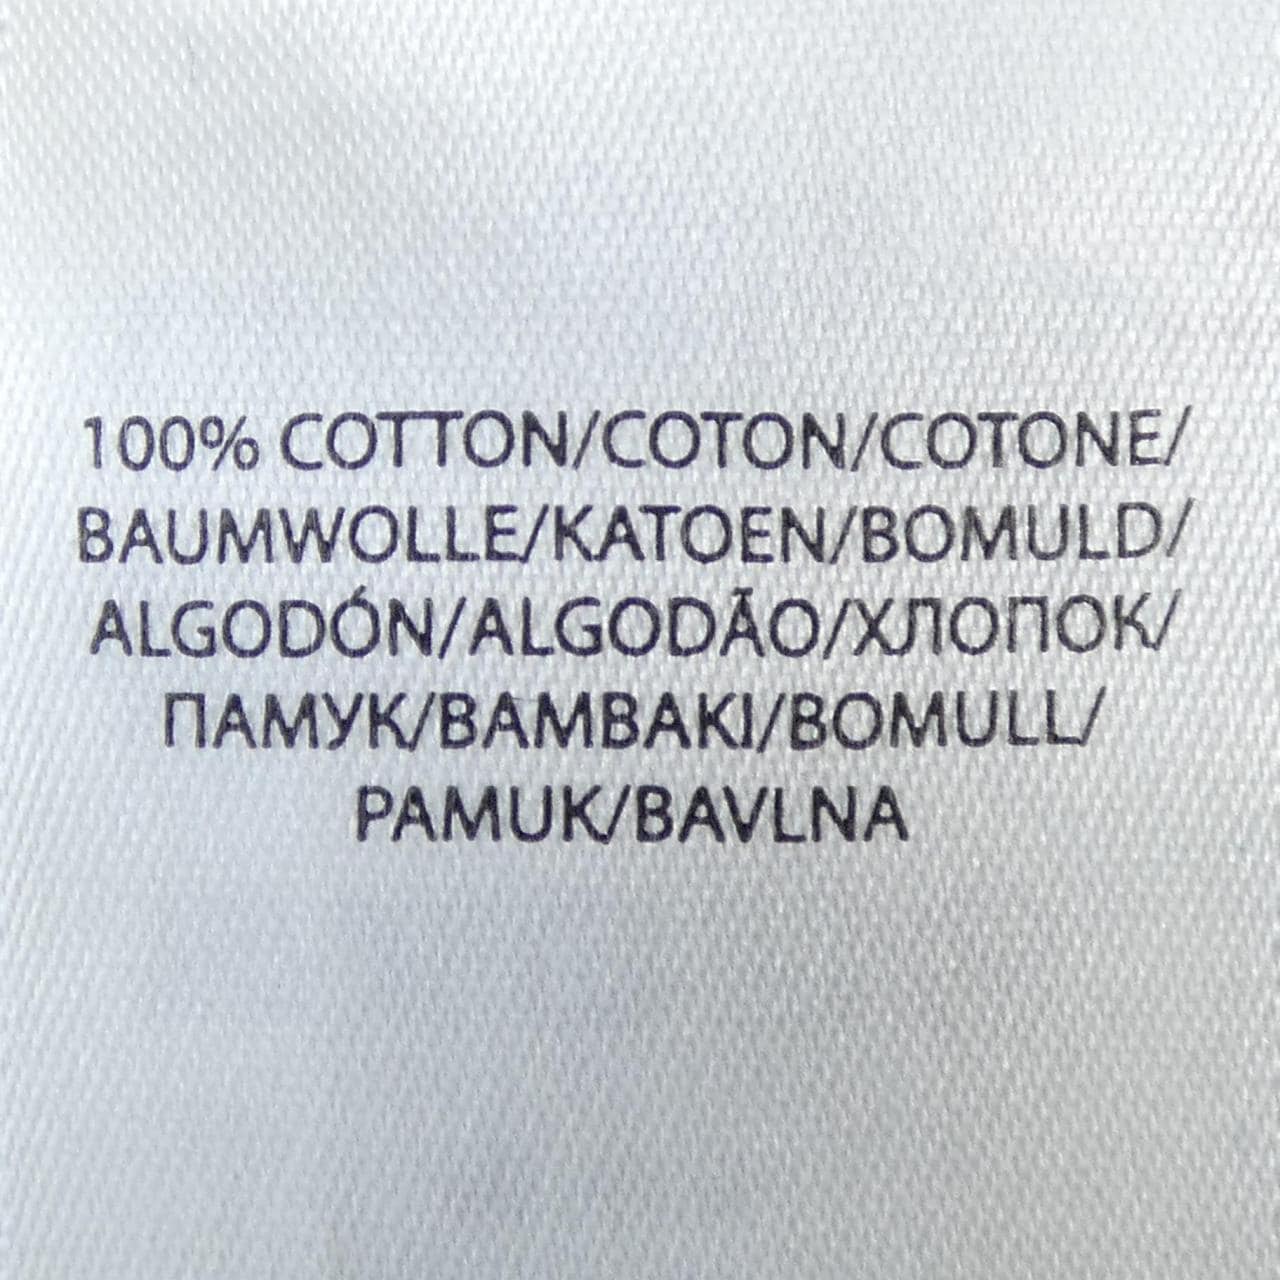 100% COTTON/COTON/COTONE/
BAUMWOLLE/KATOEN/BOMULD/
ALGODÓN/ALGODÃO/ХЛОПОК/
ПАМУК/BAMBAKI/BOMULL/
PAMUK/BAVLNA